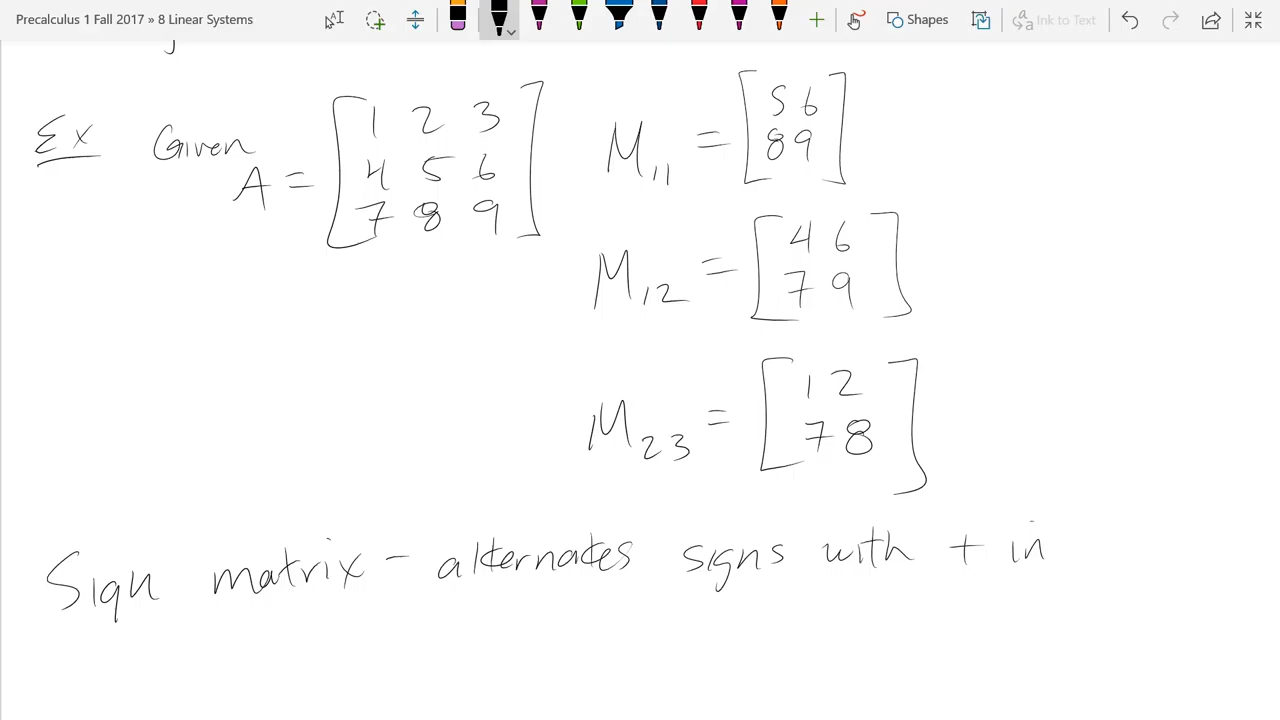 Precalculus 1 Fall 2017 » 8 Linear Systems
Shapes
Ink to Text
Ex Given
A = [1 2 3
4 5 6
7 8 9]
M11 = [5 6
8 9]
M12 = [4 6
7 9]
M23 = [1 2
7 8]
Sign matrix - alternates signs with + in